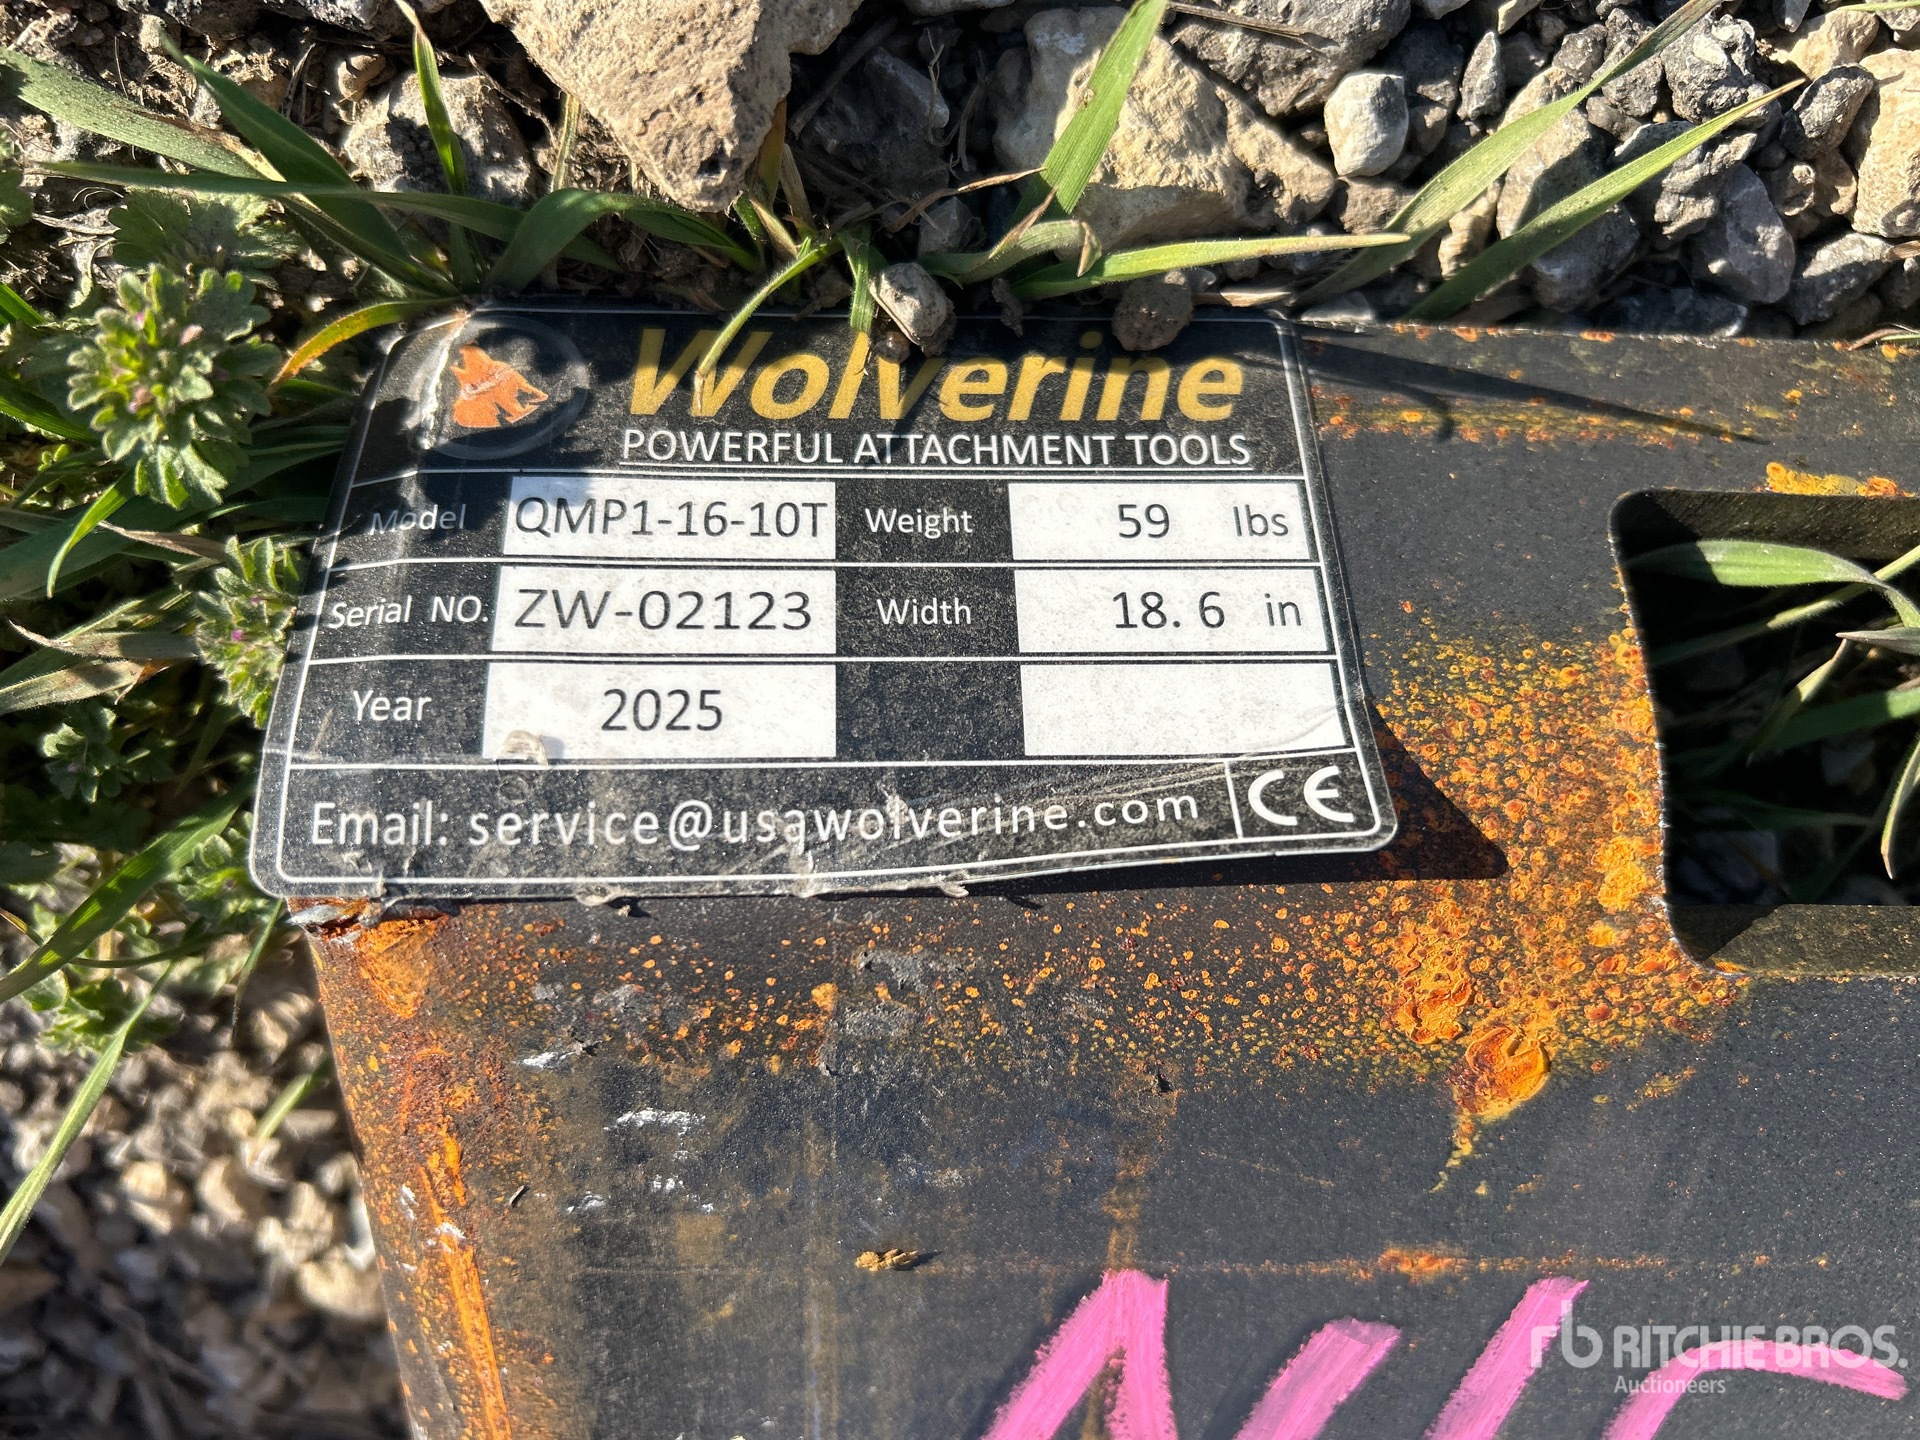 Wolverine
POWERFUL ATTACHMENT TOOLS
Model QMP1-16-10T Weight 59 lbs
Serial NO. ZW-02123 Width 18.6 in
Year 2025
Email: service@usawolverine.com CE
rb RITCHIE BROS.
Auctioneers